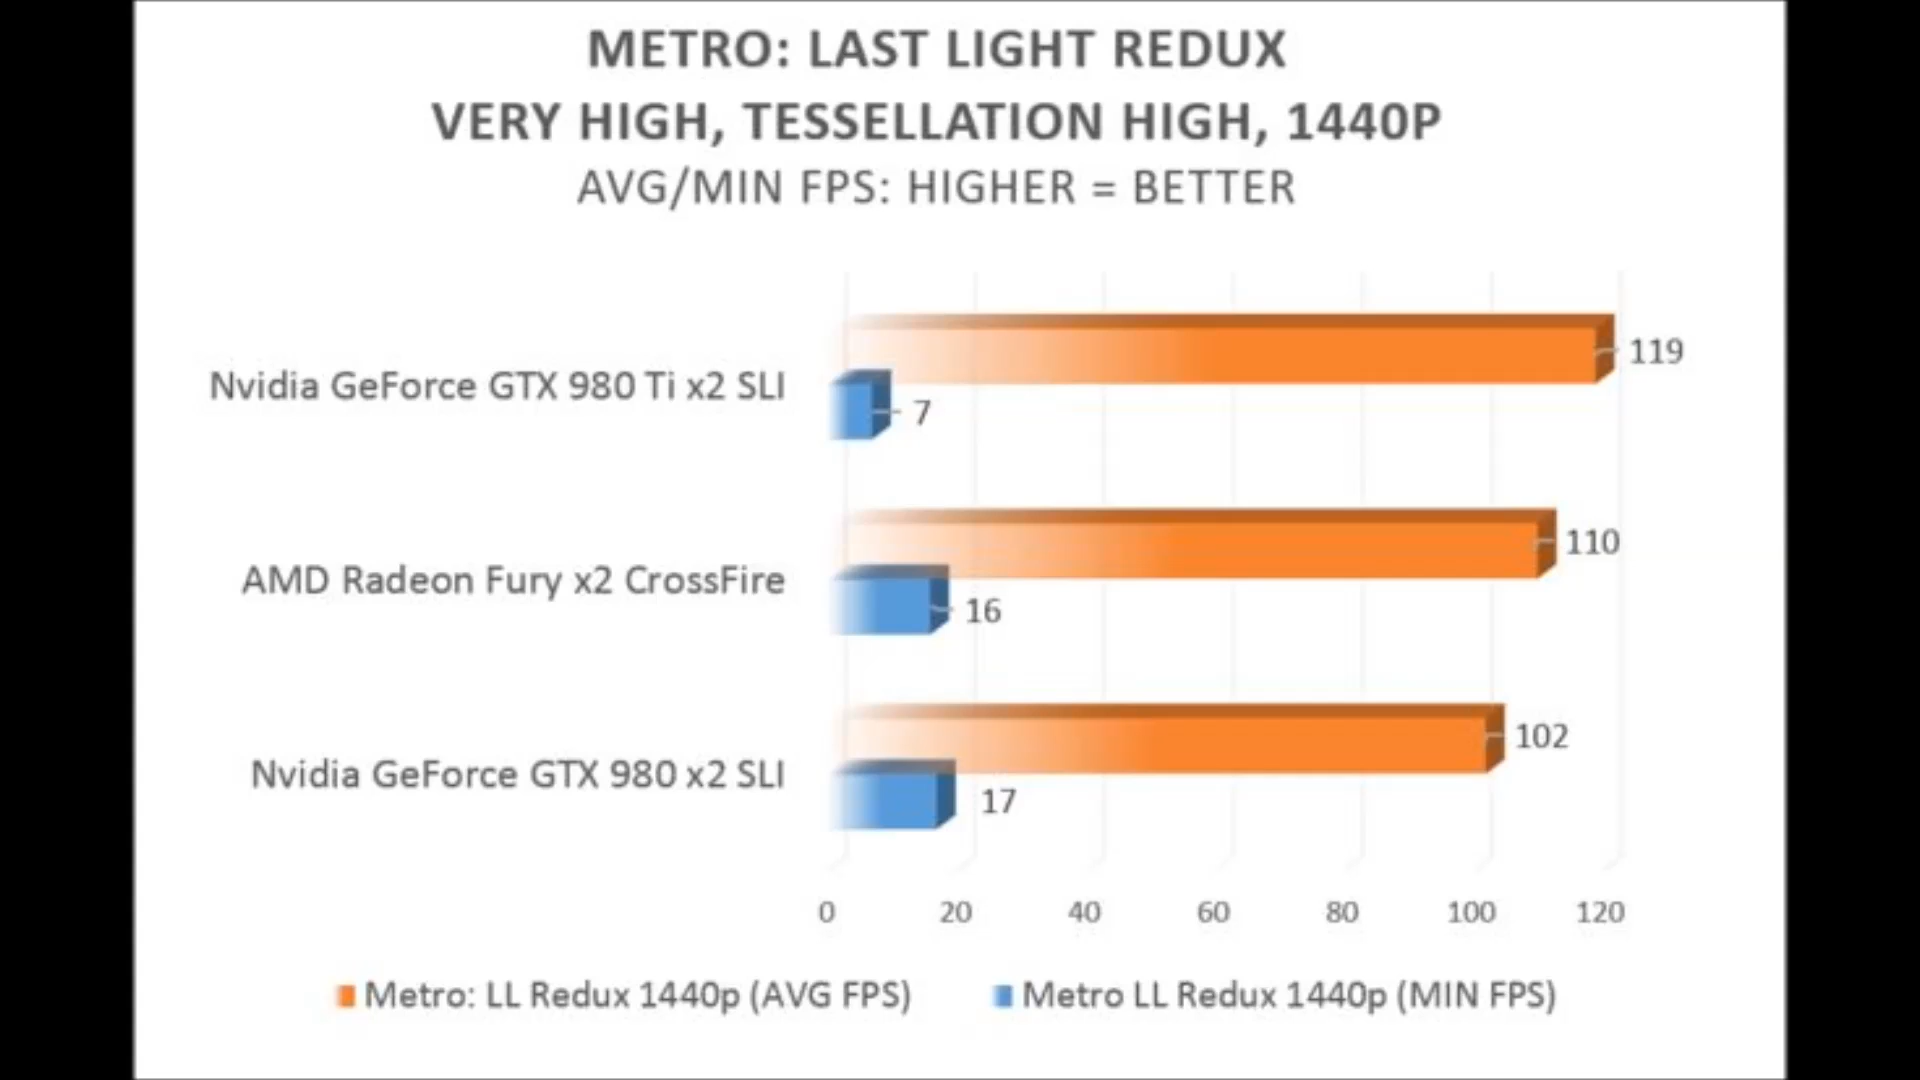 METRO: LAST LIGHT REDUX
VERY HIGH, TESSELLATION HIGH, 1440P
AVG/MIN FPS: HIGHER = BETTER
Nvidia GeForce GTX 980 Ti x2 SLI
119
7
AMD Radeon Fury x2 CrossFire
110
16
Nvidia GeForce GTX 980 x2 SLI
102
17
0 20 40 60 80 100 120
Metro: LL Redux 1440p (AVG FPS) Metro LL Redux 1440p (MIN FPS)